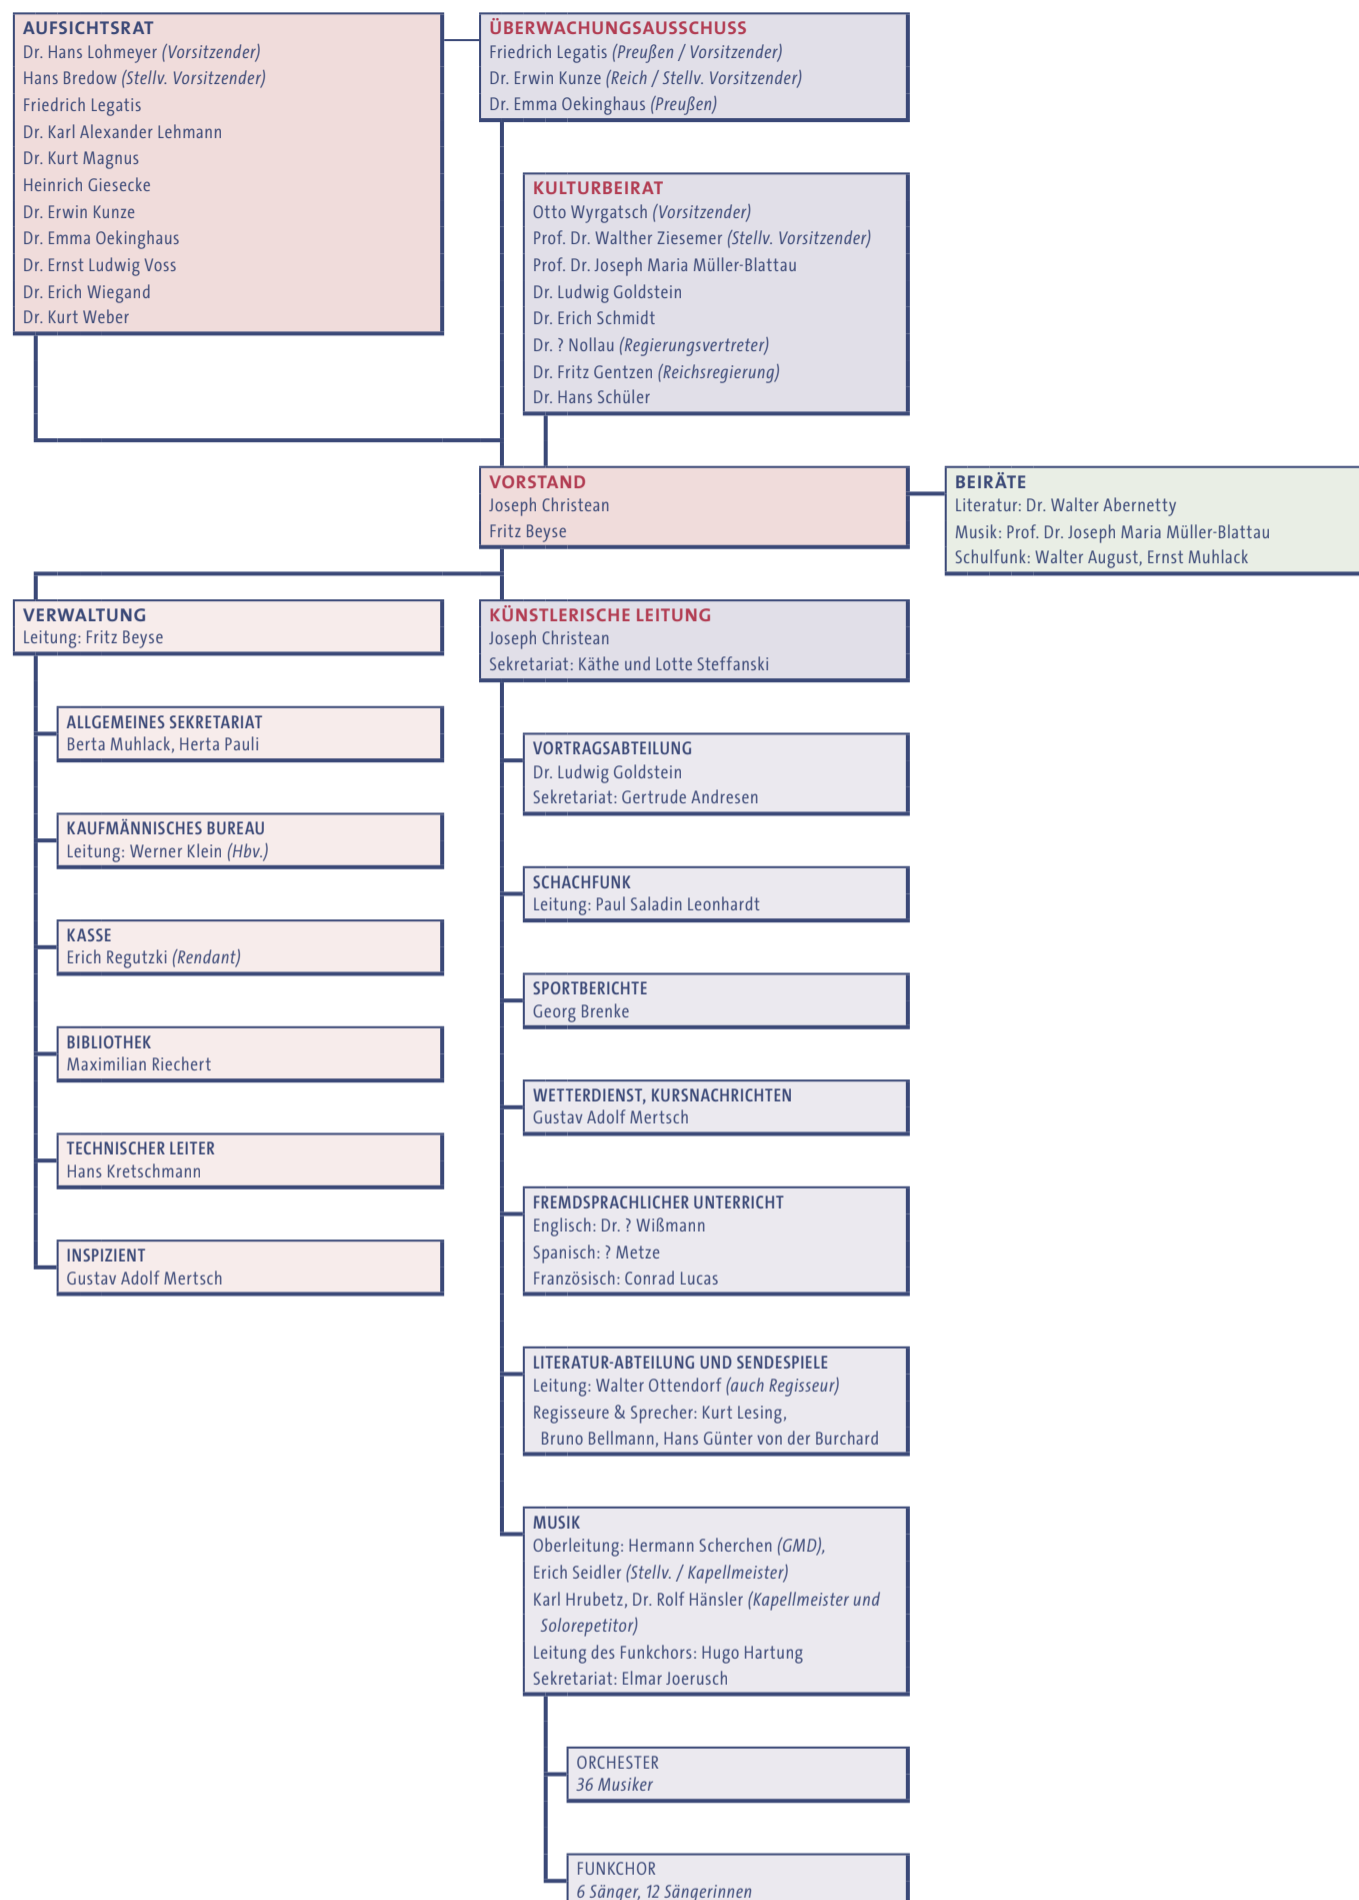 AUFSICHTSRAT
Dr. Hans Lohmeyer (Vorsitzender)
Hans Bredow (Stellv. Vorsitzender)
Friedrich Legatis
Dr. Karl Alexander Lehmann
Dr. Kurt Magnus
Heinrich Giesecke
Dr. Erwin Kunze
Dr. Emma Oekinghaus
Dr. Ernst Ludwig Voss
Dr. Erich Wiegand
Dr. Kurt Weber
ÜBERWACHUNGSAUSSCHUSS
Friedrich Legatis (Preußen / Vorsitzender)
Dr. Erwin Kunze (Reich / Stellv. Vorsitzender)
Dr. Emma Oekinghaus (Preußen)
KULTURBEIRAT
Otto Wyrgatsch (Vorsitzender)
Prof. Dr. Walther Ziesemer (Stellv. Vorsitzender)
Prof. Dr. Joseph Maria Müller-Blattau
Dr. Ludwig Goldstein
Dr. Erich Schmidt
Dr. ? Nollau (Regierungsvertreter)
Dr. Fritz Gentzen (Reichsregierung)
Dr. Hans Schüler
VORSTAND
Joseph Christean
Fritz Beyse
BEIRÄTE
Literatur: Dr. Walter Abernetty
Musik: Prof. Dr. Joseph Maria Müller-Blattau
Schulfunk: Walter August, Ernst Muhlack
VERWALTUNG
Leitung: Fritz Beyse
ALLGEMEINES SEKRETARIAT
Berta Muhlack, Herta Pauli
KAUFMÄNNISCHES BUREAU
Leitung: Werner Klein (Hbv.)
KASSE
Erich Regutzki (Rendant)
BIBLIOTHEK
Maximilian Riechert
TECHNISCHER LEITER
Hans Kretschmann
INSPIZIENT
Gustav Adolf Mertsch
KÜNSTLERISCHE LEITUNG
Joseph Christean
Sekretariat: Käthe und Lotte Steffanski
VORTRAGSABTEILUNG
Dr. Ludwig Goldstein
Sekretariat: Gertrude Andresen
SCHACHFUNK
Leitung: Paul Saladin Leonhardt
SPORTBERICHTE
Georg Brenke
WETTERDIENST, KURSNACHRICHTEN
Gustav Adolf Mertsch
FREMDSPRACHLICHER UNTERRICHT
Englisch: Dr. ? Wißmann
Spanisch: ? Metze
Französisch: Conrad Lucas
LITERATUR-ABTEILUNG UND SENDESPIELE
Leitung: Walter Ottendorf (auch Regisseur)
Regisseure & Sprecher: Kurt Lesing,
Bruno Bellmann, Hans Günter von der Burchard
MUSIK
Oberleitung: Hermann Scherchen (GMD),
Erich Seidler (Stellv. / Kapellmeister)
Karl Hrubetz, Dr. Rolf Hänsler (Kapellmeister und
Solorepetitor)
Leitung des Funkchors: Hugo Hartung
Sekretariat: Elmar Joerusch
ORCHESTER
36 Musiker
FUNKCHOR
6 Sänger, 12 Sängerinnen